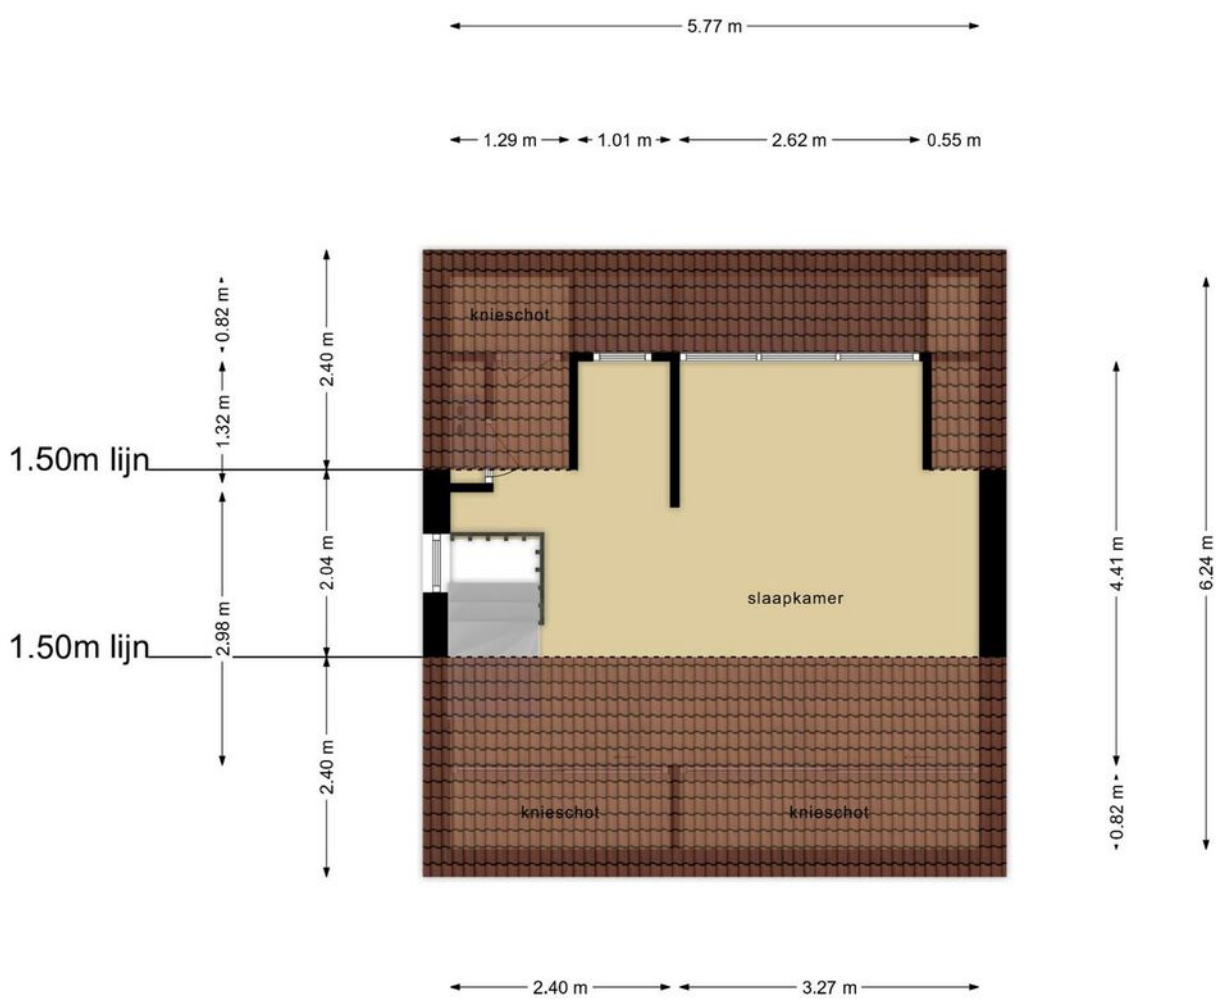 5.77 m
1.29 m
1.01 m
2.62 m
0.55 m
knieschot
0.82 m
2.40 m
1.32 m
1.50m lijn
6.24 m
4.41 m
2.04 m
slaapkamer
2.98 m
1.50m lijn
2.40 m
knieschot
knieschot
0.82 m
2.40 m
3.27 m